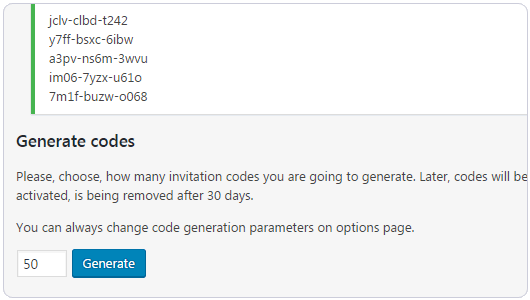 jclv-clbd-t242
y7ff-bsxc-6ibw
a3pv-ns6m-3wvu
im06-7yzx-u61o
7m1f-buzw-o068
Generate codes
Please, choose, how many invitation codes you are going to generate. Later, codes will be
activated, is being removed after 30 days.
You can always change code generation parameters on options page.
50 Generate